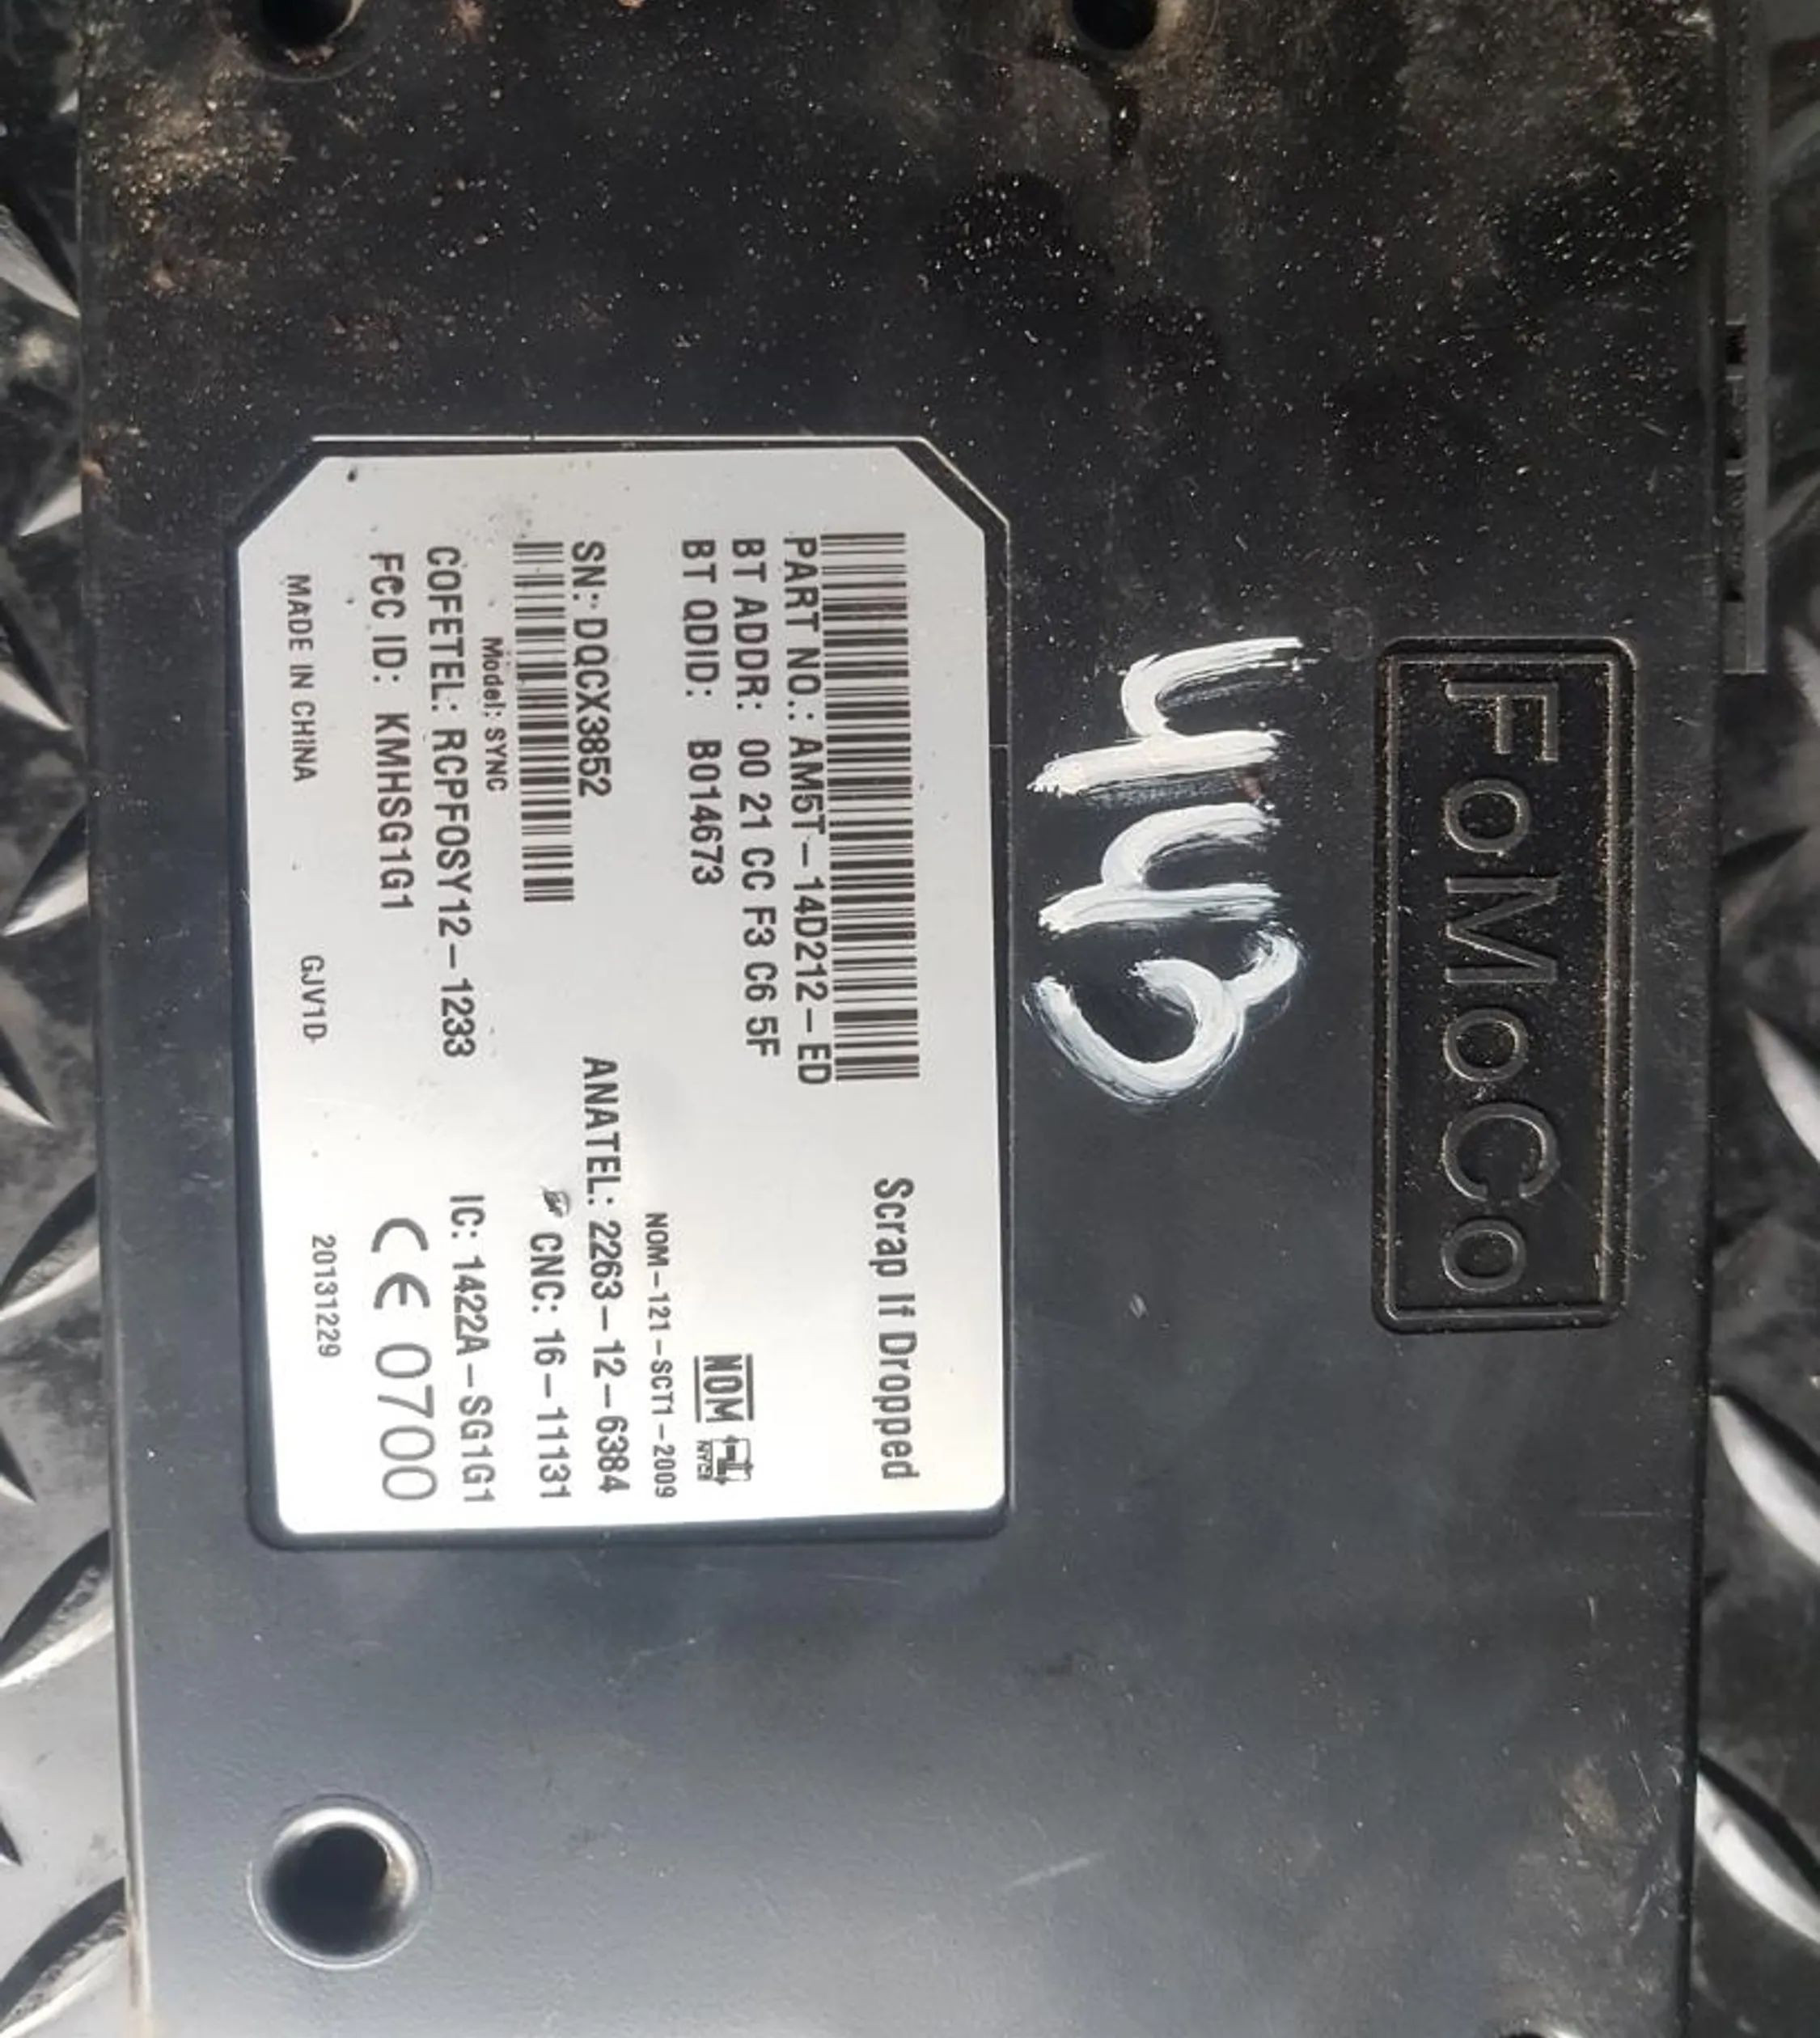 FoMoCo
445
Scrap If Dropped
PART NO.: AM5T-14D212-ED
BT ADDR: 00 21 CC F3 C6 5F
BT QDID: B014673
NOM
NYCE
NOM-121-SCT1-2009
SN: DQCX3852
ANATEL: 2263-12-6384
CNC: 16-11131
Model: SYNC
COFETEL: RCPFOSY12-1233
IC: 1422A-SG1G1
FCC ID: KMHSG1G1
CE 0700
MADE IN CHINA
GJV1D
20131229